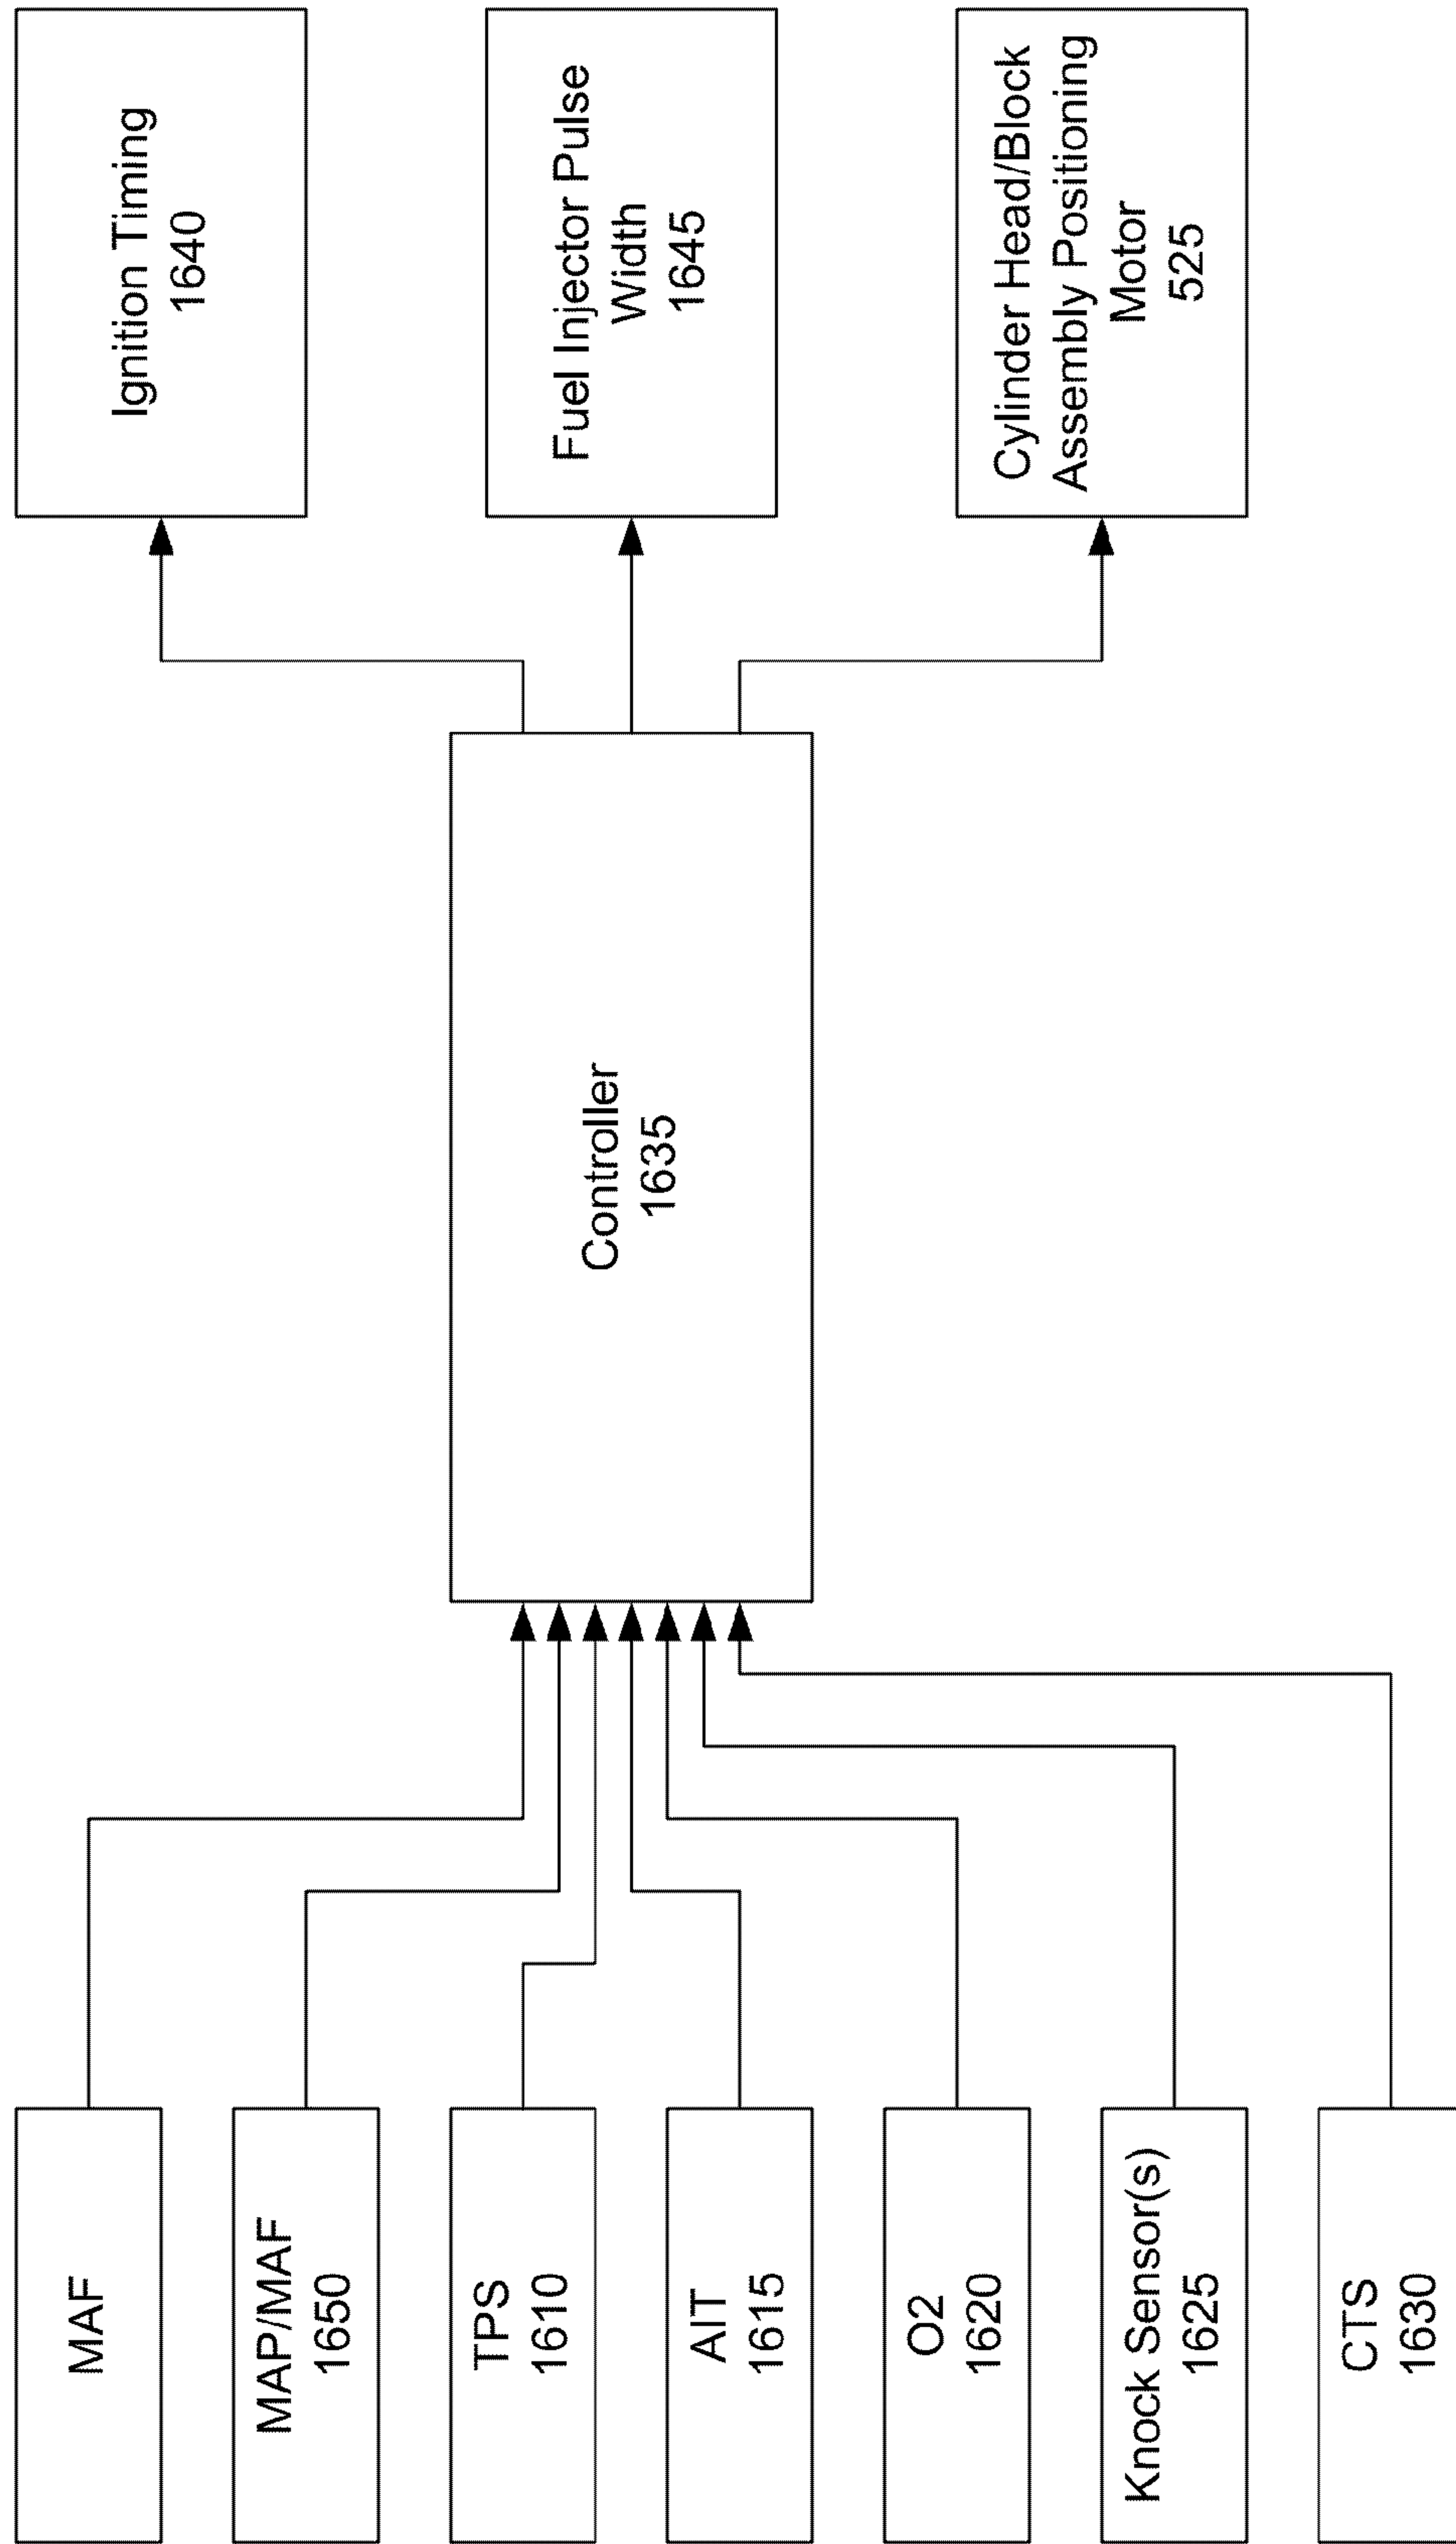 MAF
MAP/MAF
1650
TPS
1610
AIT
1615
O2
1620
Knock Sensor(s)
1625
CTS
1630
Controller
1635
Ignition Timing
1640
Fuel Injector Pulse
Width
1645
Cylinder Head/Block
Assembly Positioning
Motor
525